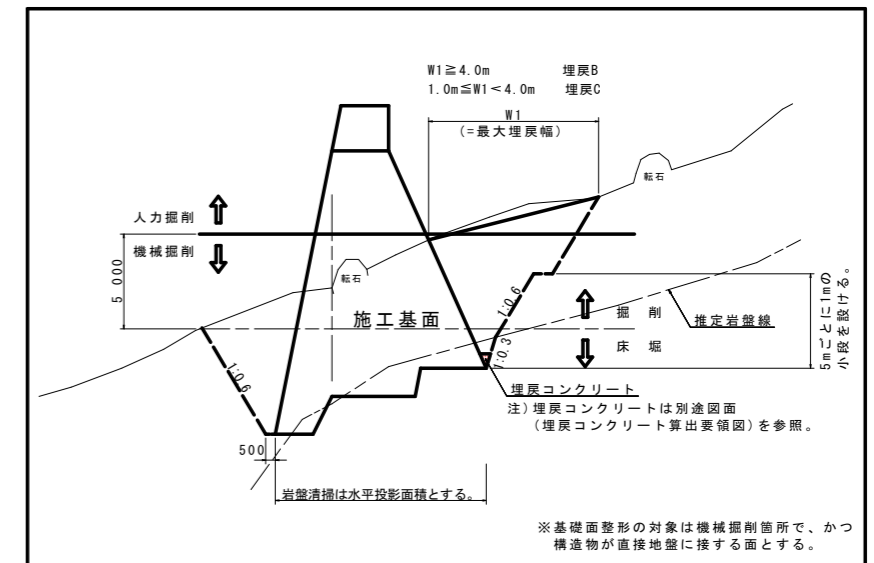 W1≧4.0m 埋戻B
1.0m≦W1<4.0m 埋戻C
W1
(=最大埋戻幅)
転石
人力掘削
機械掘削
5 000
転石
施工基面
1:0.6
1:0.6
1:0.3
掘 削
床 堀
推定岩盤線
5mごとに1mの
小段を設ける。
埋戻コンクリート
注)埋戻コンクリートは別途図面
(埋戻コンクリート算出要領図)を参照。
500
岩盤清掃は水平投影面積とする。
※基礎面整形の対象は機械掘削箇所で、かつ
構造物が直接地盤に接する面とする。